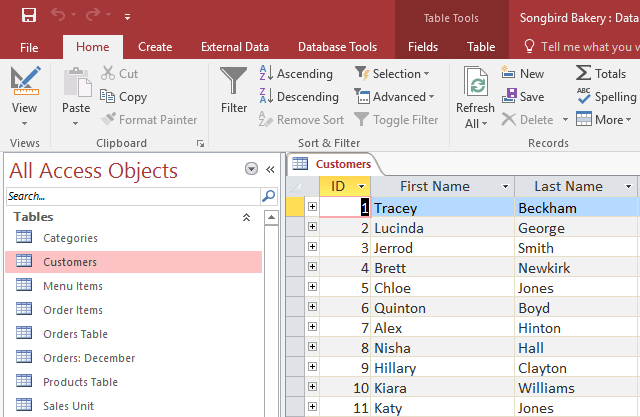 Table Tools
Songbird Bakery : Data
File Home Create External Data Database Tools Fields Table Tell me what you w
View
Paste
Cut
Copy
Format Painter
Filter
Ascending
Descending
Remove Sort
Selection
Advanced
Toggle Filter
Refresh
All
New
Save
Delete
Totals
Spelling
More
Views Clipboard Sort & Filter Records
All Access Objects
Search...
Tables
Categories
Customers
Menu Items
Order Items
Orders Table
Orders: December
Products Table
Sales Unit
Customers
ID First Name Last Name
1 Tracey Beckham
2 Lucinda George
3 Jerrod Smith
4 Brett Newkirk
5 Chloe Jones
6 Quinton Boyd
7 Alex Hinton
8 Nisha Hall
9 Hillary Clayton
10 Kiara Williams
11 Katy Jones